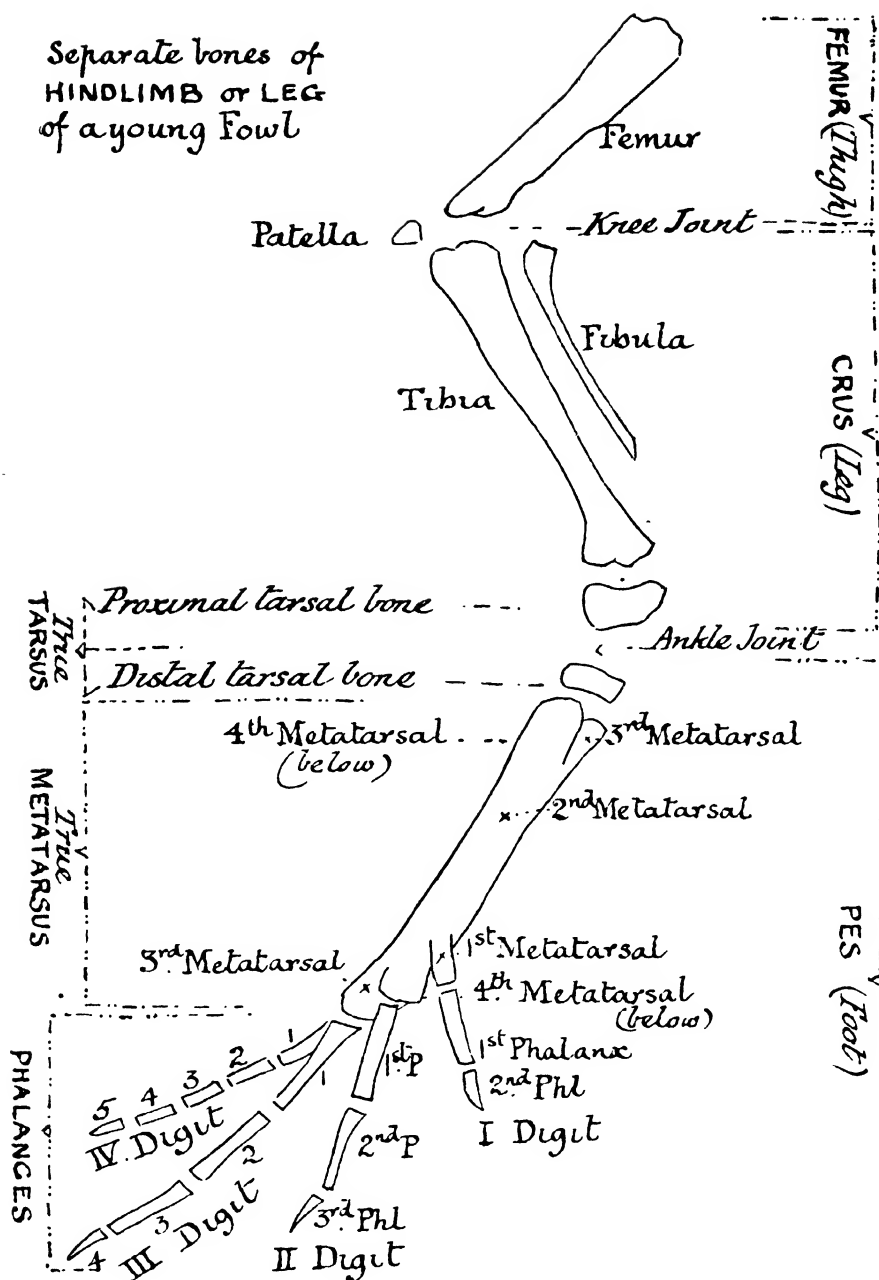 Separate bones of
HINDLIMB or LEG
of a young Fowl
FEMUR (Thigh)
Femur
Patella
Knee Joint
Fibula
Tibia
CRUS (Leg)
Proximal tarsal bone
True
TARSUS
Ankle Joint
Distal tarsal bone
4th Metatarsal
(below)
3rd Metatarsal
2nd Metatarsal
True
METATARSUS
PES (Foot)
3rd Metatarsal
1st Metatarsal
4th Metatarsal
(below)
1st Phalanx
2nd Phl
I Digit
PHALANGES
1
2
3
4
5
IV Digit
1
2
3
4
III Digit
1st P
2nd P
3rd Phl
II Digit